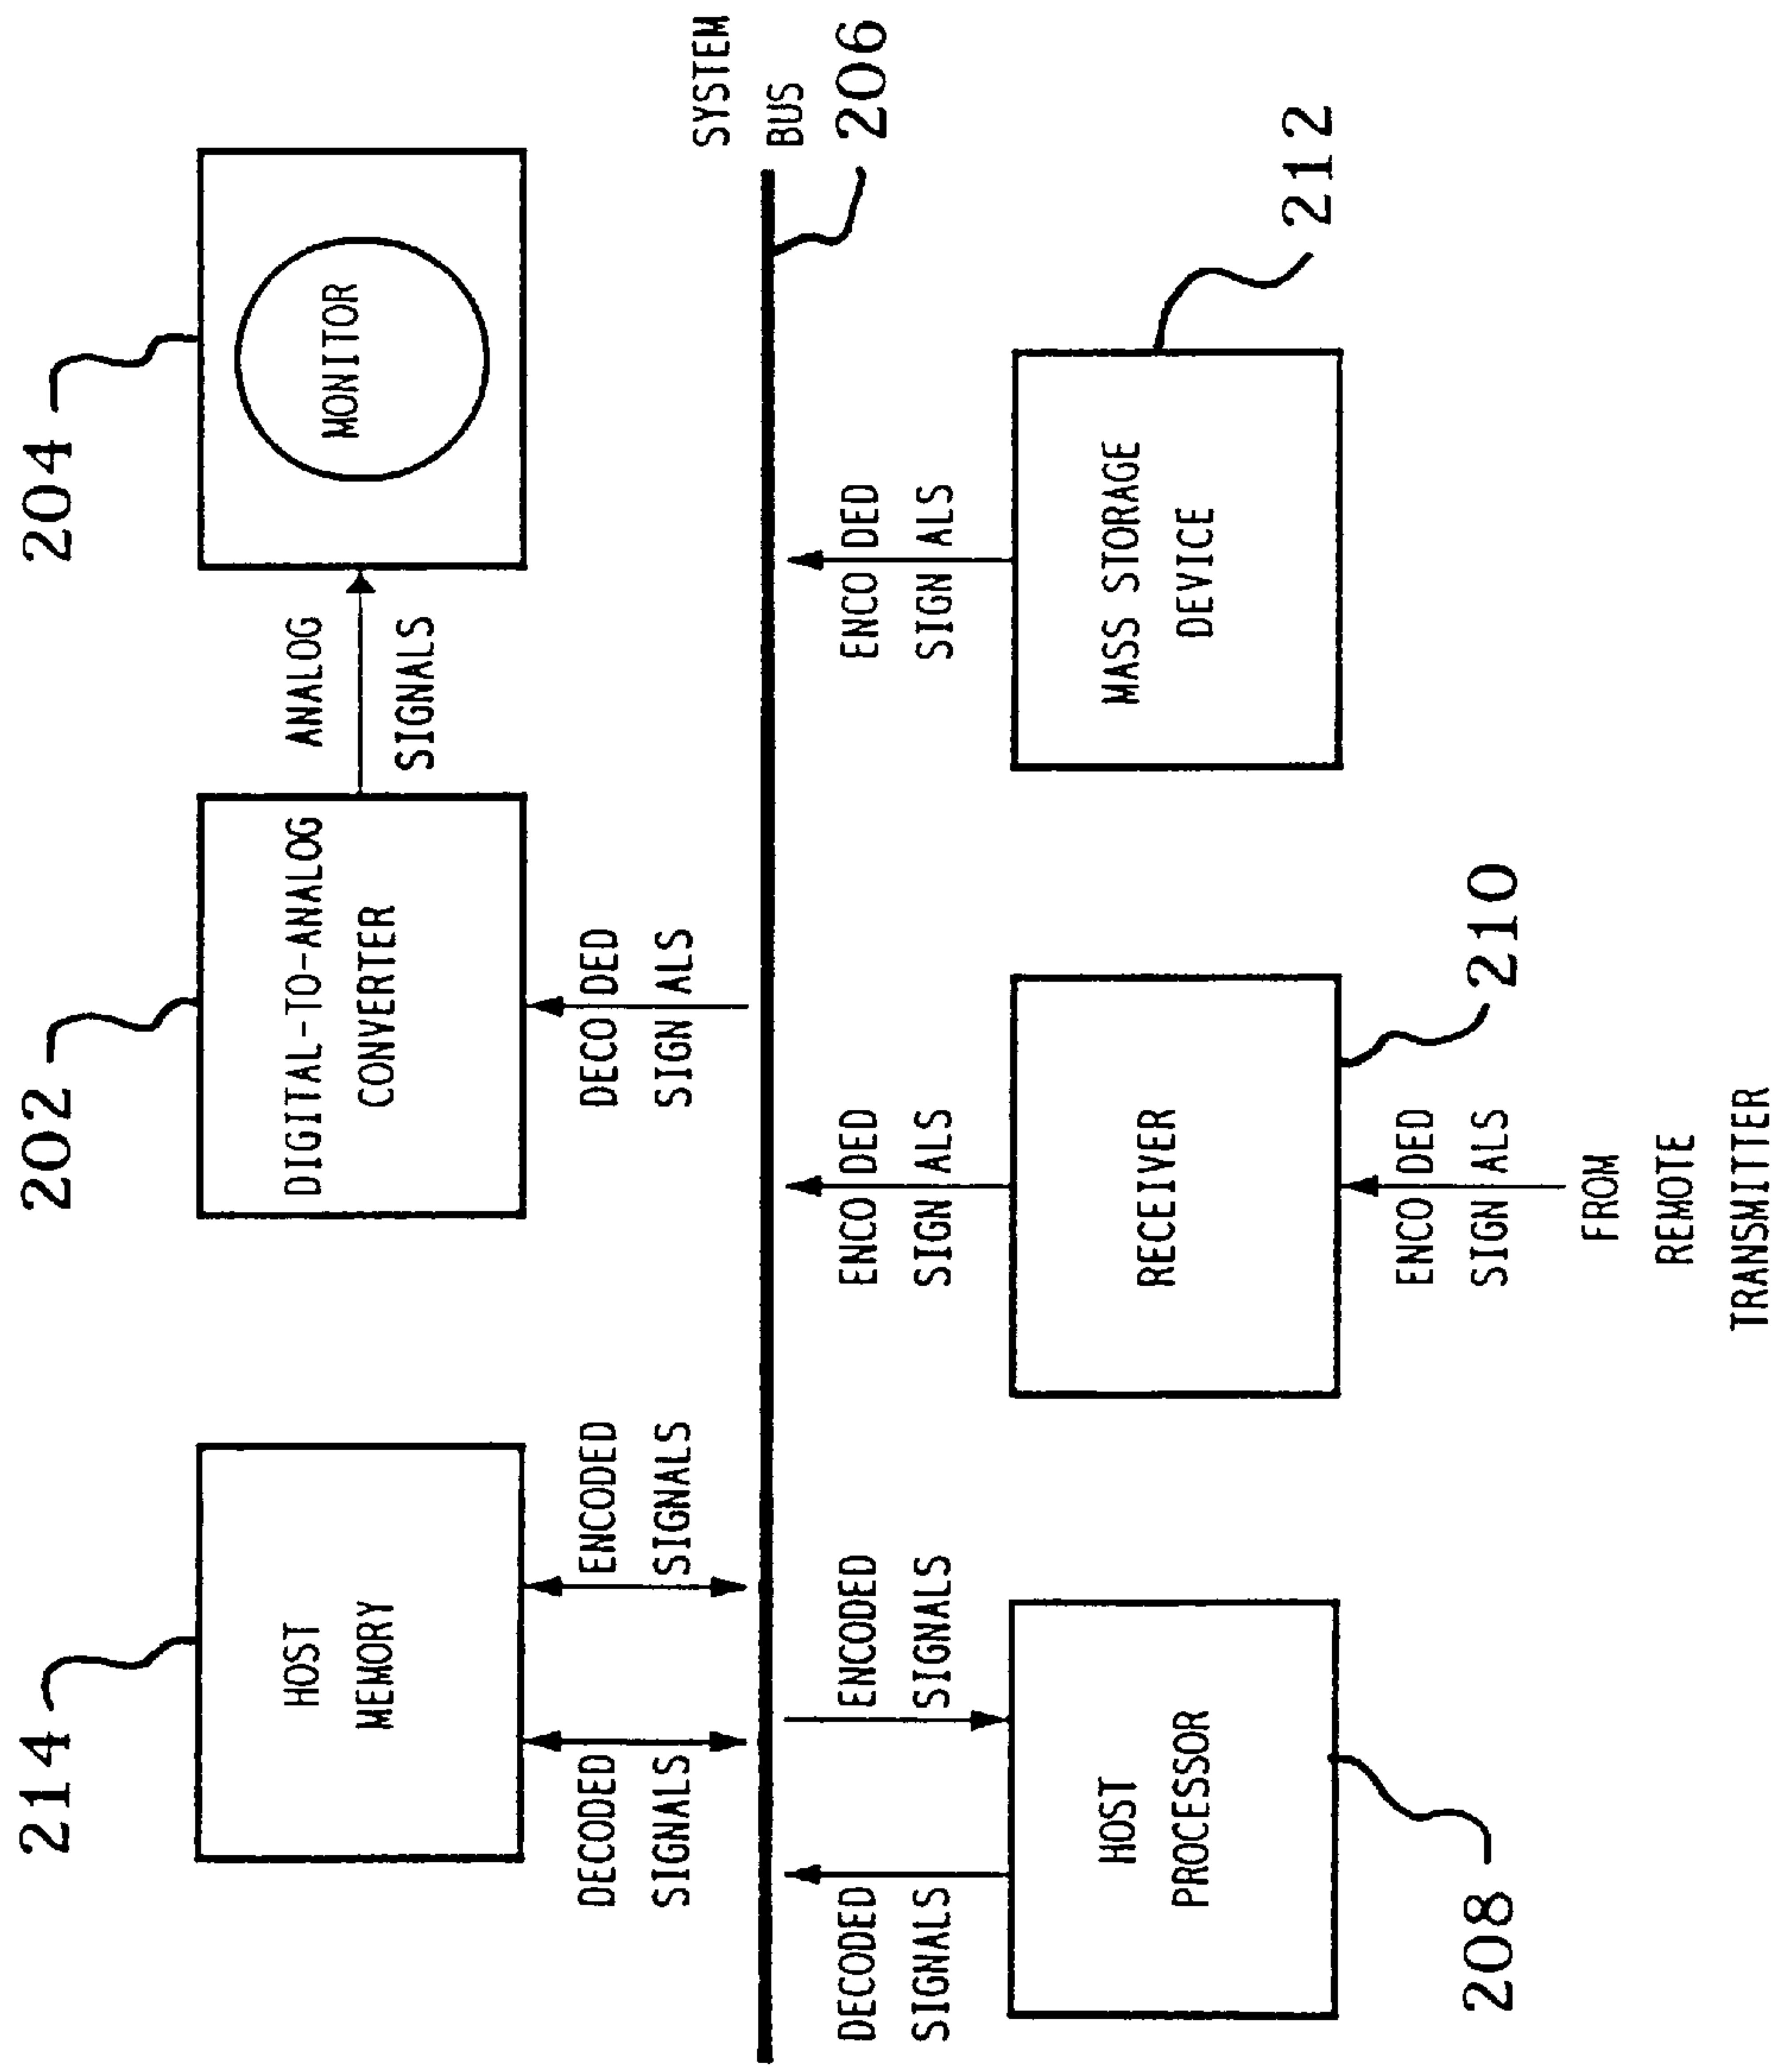 214
202
204
HOST
MEMORY
DIGITAL-TO-ANALOG
CONVERTER
ANALOG
SIGNALS
MONITOR
DECODED
SIGNALS
ENCODED
SIGNALS
DECODED
SIGNALS
SYSTEM
BUS
206
DECODED
SIGNALS
ENCODED
SIGNALS
ENCODED
SIGNALS
ENCODED
SIGNALS
HOST
PROCESSOR
RECEIVER
MASS STORAGE
DEVICE
212
208
210
ENCODED
SIGNALS
FROM
REMOTE
TRANSMITTER